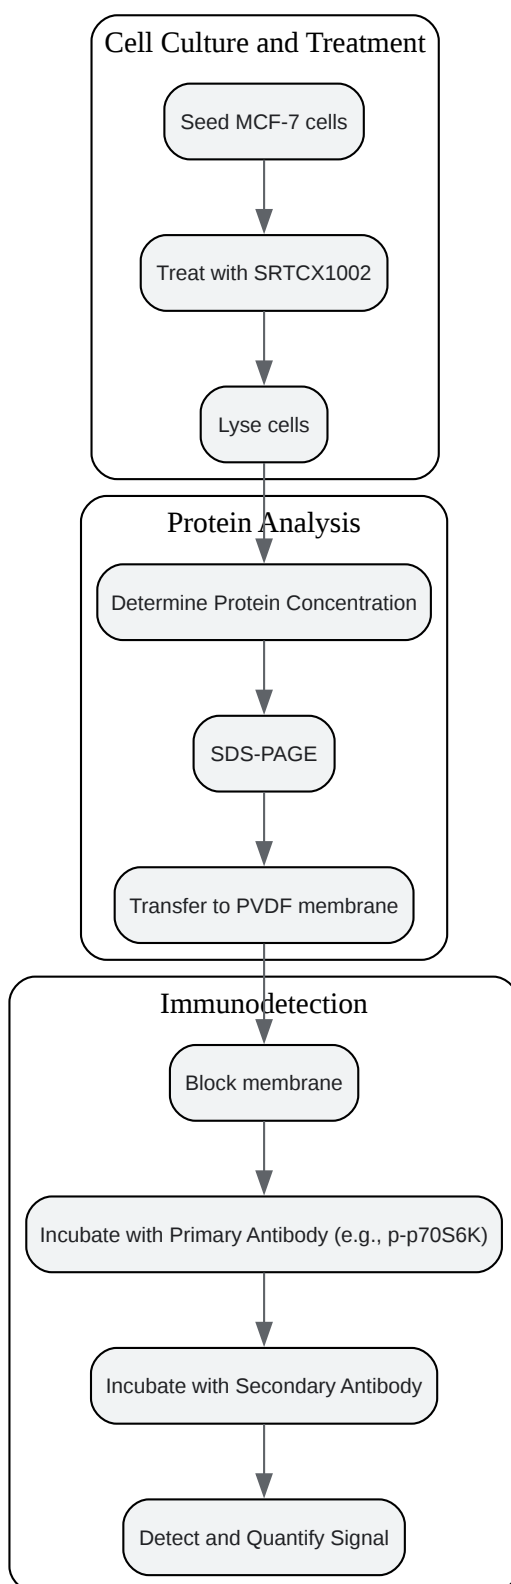 Cell Culture and Treatment
Seed MCF-7 cells
Treat with SRTCX1002
Lyse cells
Protein Analysis
Determine Protein Concentration
SDS-PAGE
Transfer to PVDF membrane
Immunodetection
Block membrane
Incubate with Primary Antibody (e.g., p-p70S6K)
Incubate with Secondary Antibody
Detect and Quantify Signal